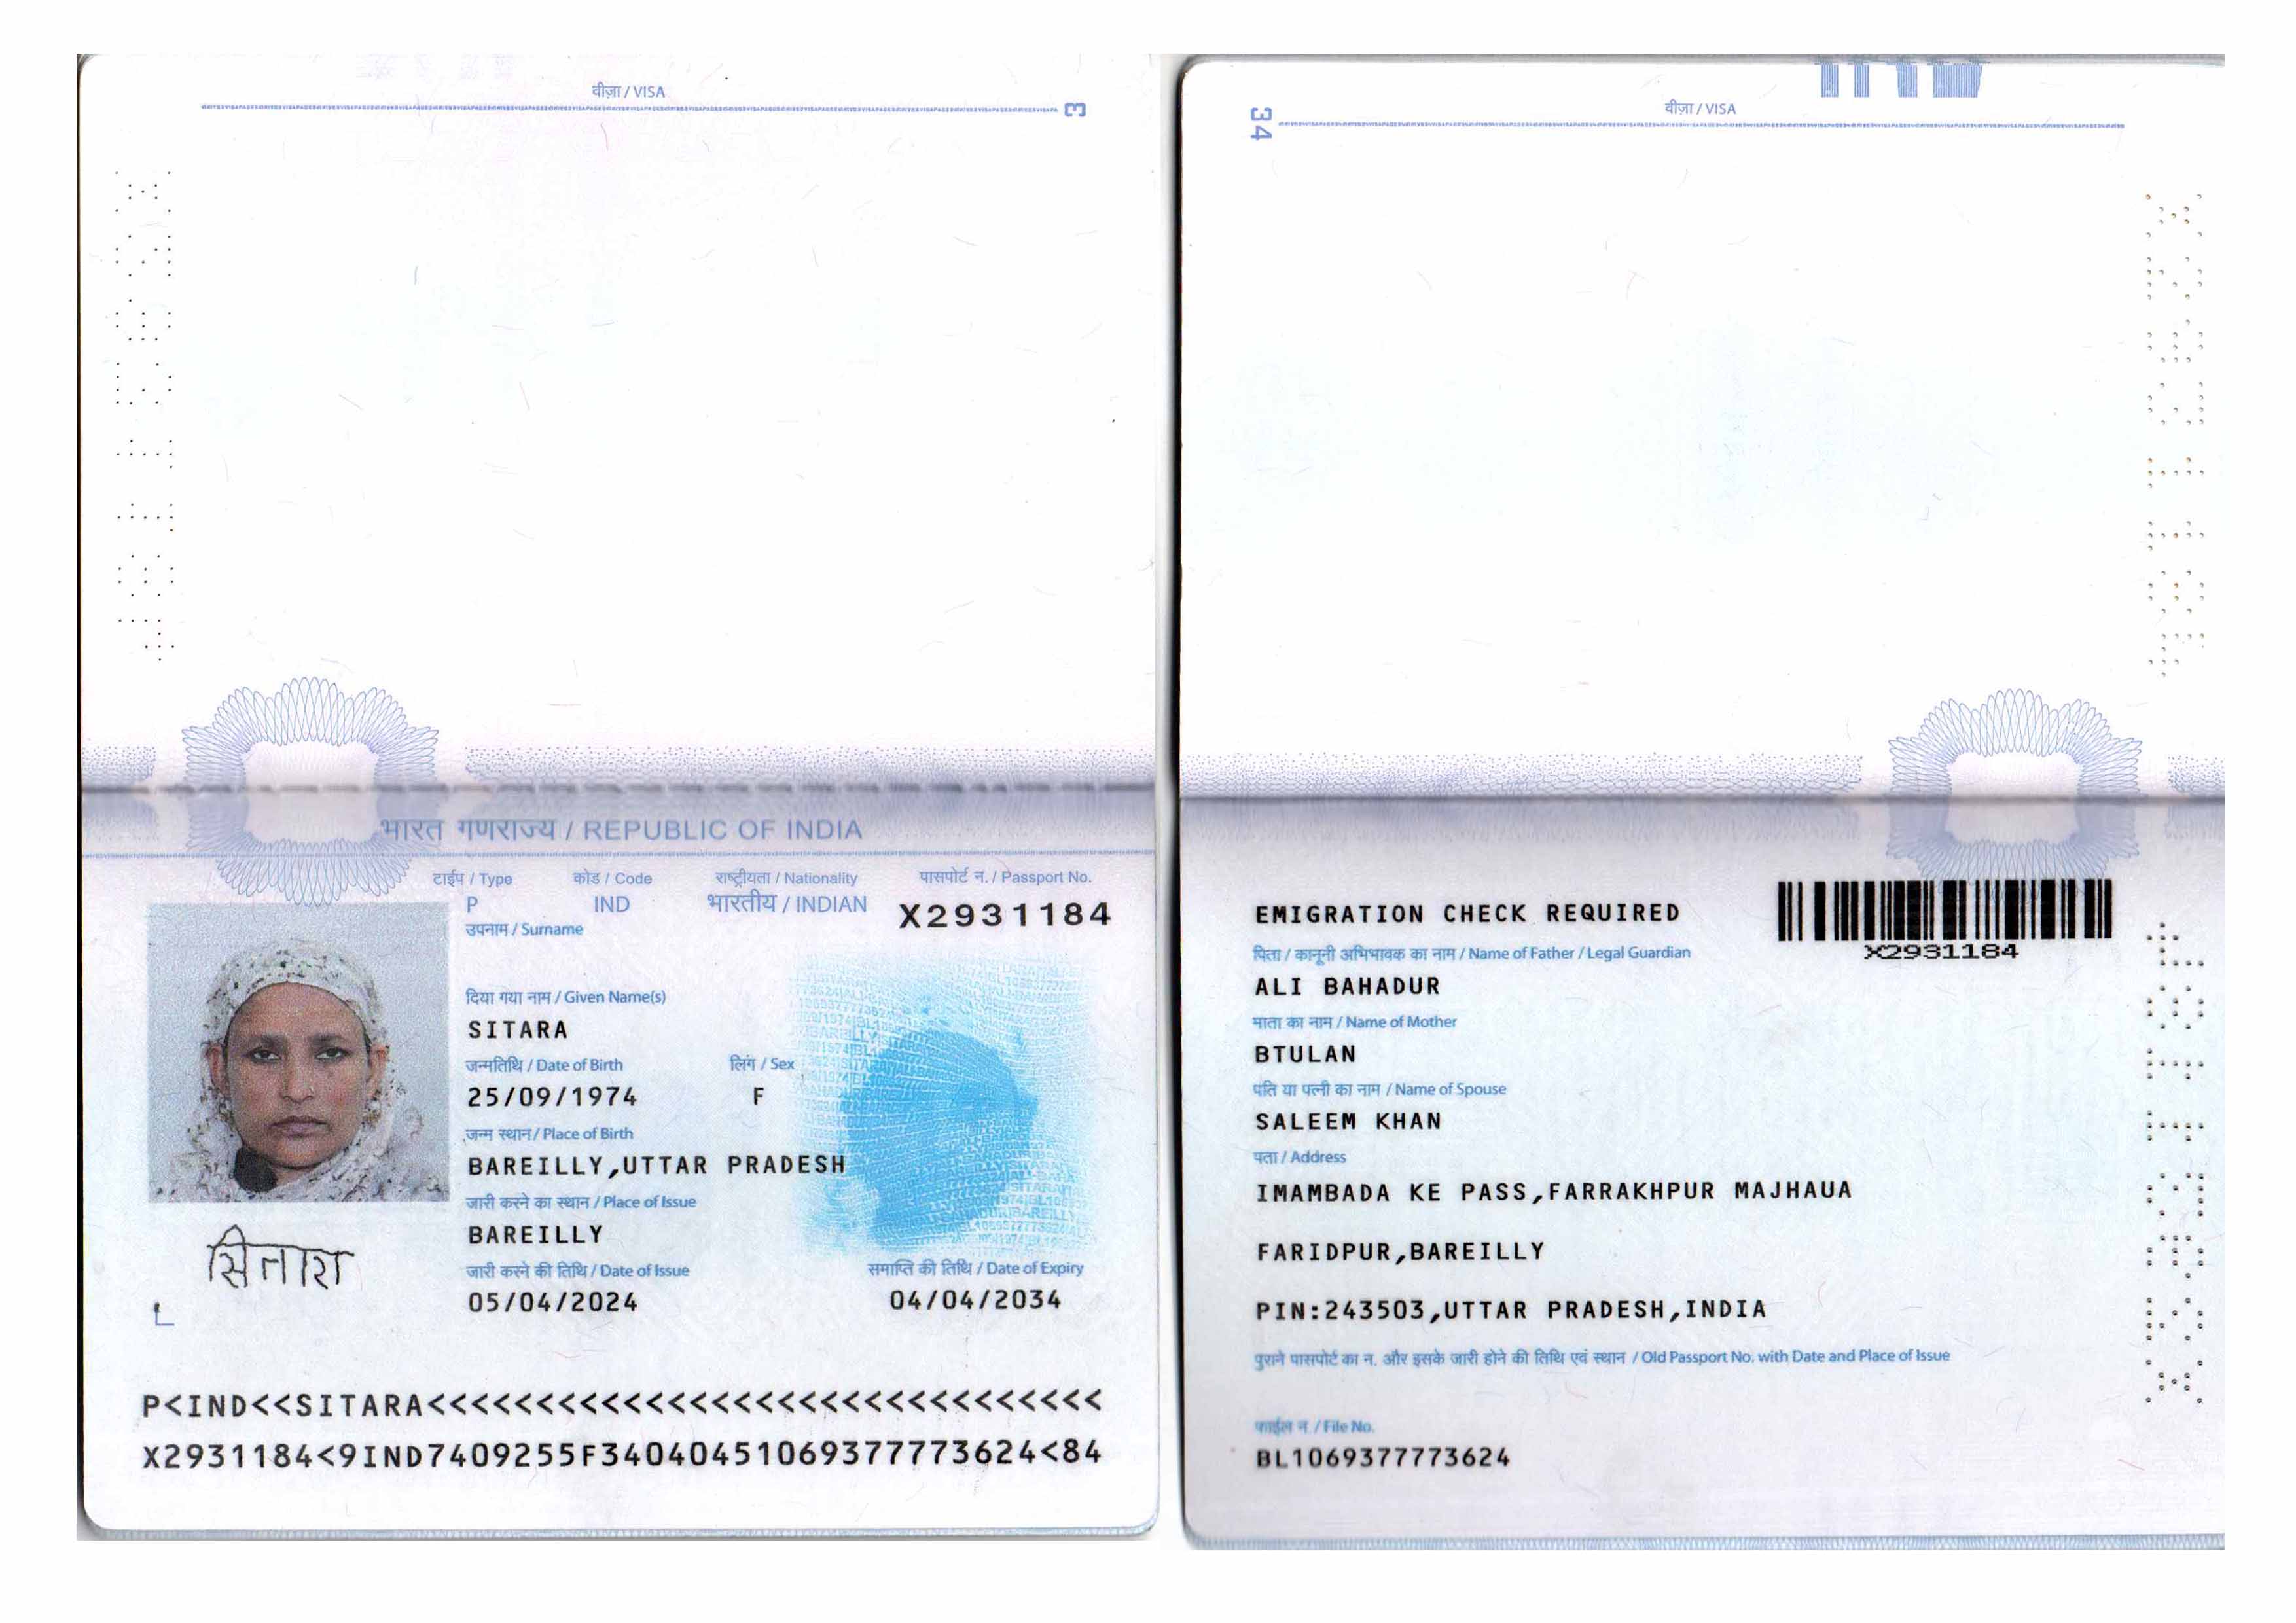 वीज़ा / VISA
3
भारत गणराज्य / REPUBLIC OF INDIA
टाईप / Type कोड / Code राष्ट्रीयता / Nationality पासपोर्ट न. / Passport No.
P IND भारतीय / INDIAN X2931184
उपनाम / Surname
दिया गया नाम / Given Name(s)
SITARA
जन्मतिथि / Date of Birth लिंग / Sex
25/09/1974 F
जन्म स्थान / Place of Birth
BAREILLY,UTTAR PRADESH
जारी करने का स्थान / Place of Issue
BAREILLY
सितारा
जारी करने की तिथि / Date of Issue समाप्ति की तिथि / Date of Expiry
05/04/2024 04/04/2034
P<IND<<SITARA<<<<<<<<<<<<<<<<<<<<<<<<<<<<<<<
X2931184<9IND7409255F34040451069377773624<84
34
वीज़ा / VISA
EMIGRATION CHECK REQUIRED
X2931184
पिता / कानूनी अभिभावक का नाम / Name of Father / Legal Guardian
ALI BAHADUR
माता का नाम / Name of Mother
BTULAN
पति या पत्नी का नाम / Name of Spouse
SALEEM KHAN
पता / Address
IMAMBADA KE PASS,FARRAKHPUR MAJHAUA
FARIDPUR,BAREILLY
PIN:243503,UTTAR PRADESH,INDIA
पुराने पासपोर्ट का न. और इसके जारी होने की तिथि एवं स्थान / Old Passport No. with Date and Place of Issue
फाईल न / File No.
BL1069377773624